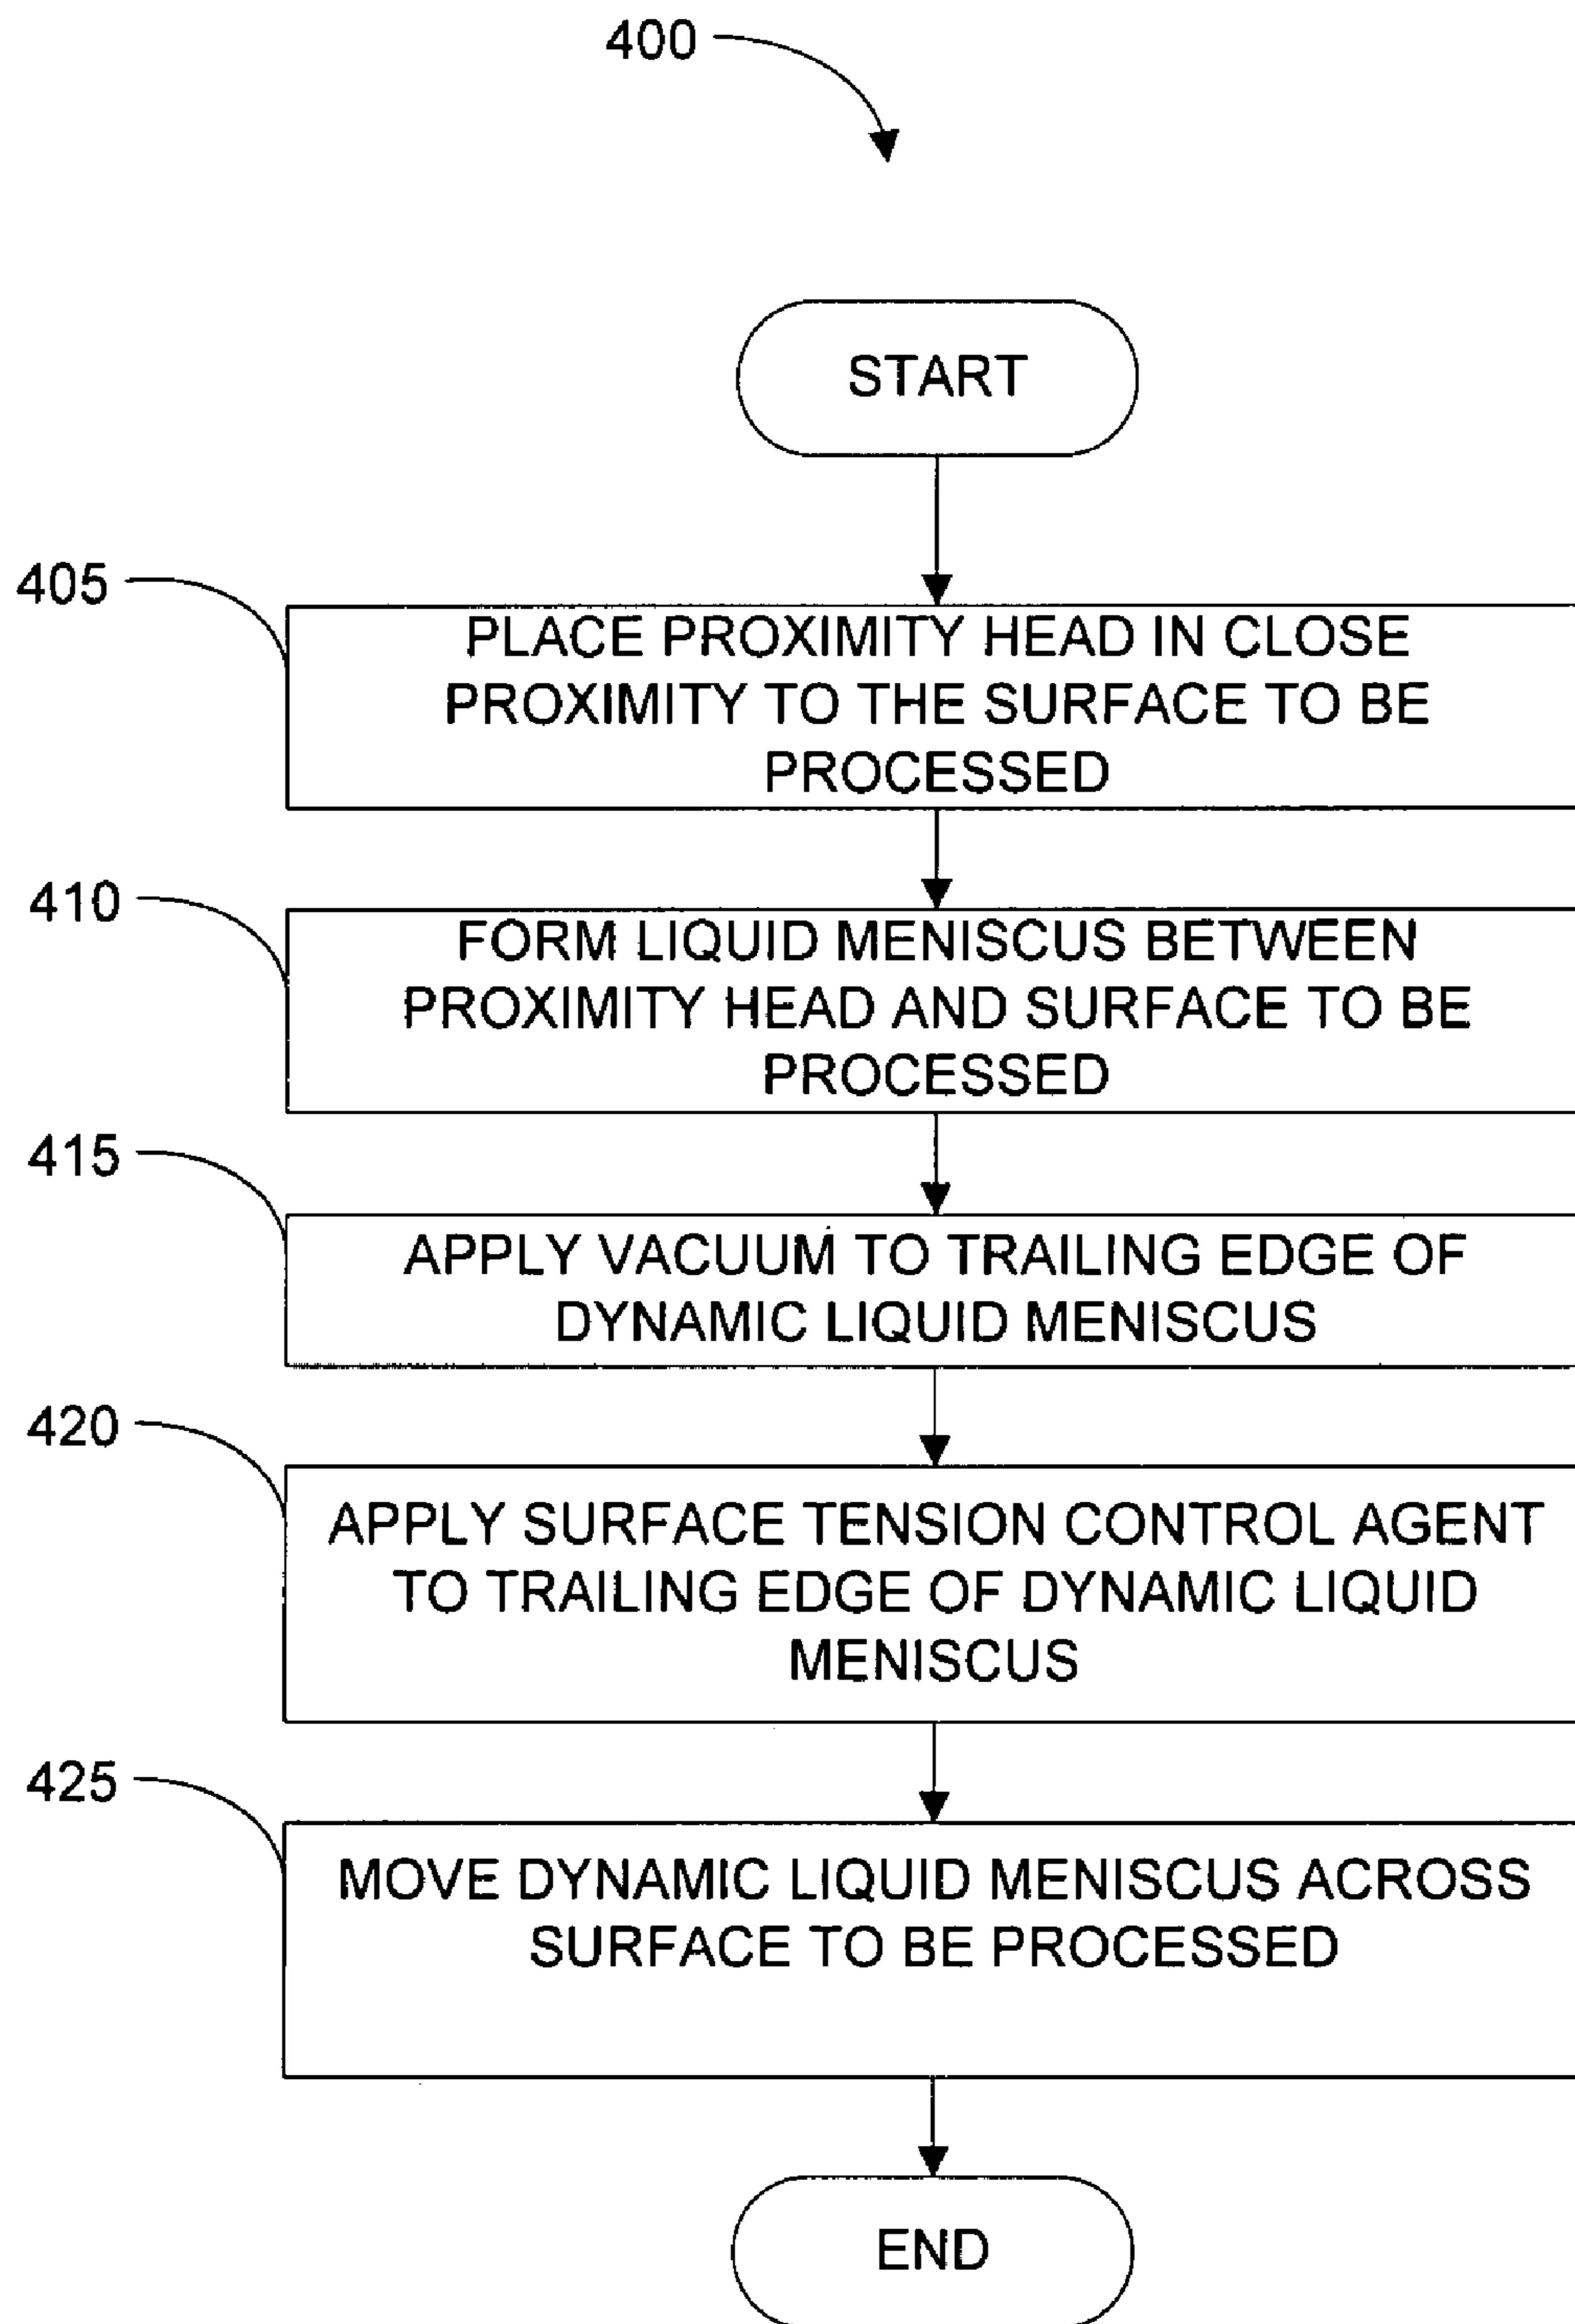 400
START
405
PLACE PROXIMITY HEAD IN CLOSE
PROXIMITY TO THE SURFACE TO BE
PROCESSED
410
FORM LIQUID MENISCUS BETWEEN
PROXIMITY HEAD AND SURFACE TO BE
PROCESSED
415
APPLY VACUUM TO TRAILING EDGE OF
DYNAMIC LIQUID MENISCUS
420
APPLY SURFACE TENSION CONTROL AGENT
TO TRAILING EDGE OF DYNAMIC LIQUID
MENISCUS
425
MOVE DYNAMIC LIQUID MENISCUS ACROSS
SURFACE TO BE PROCESSED
END